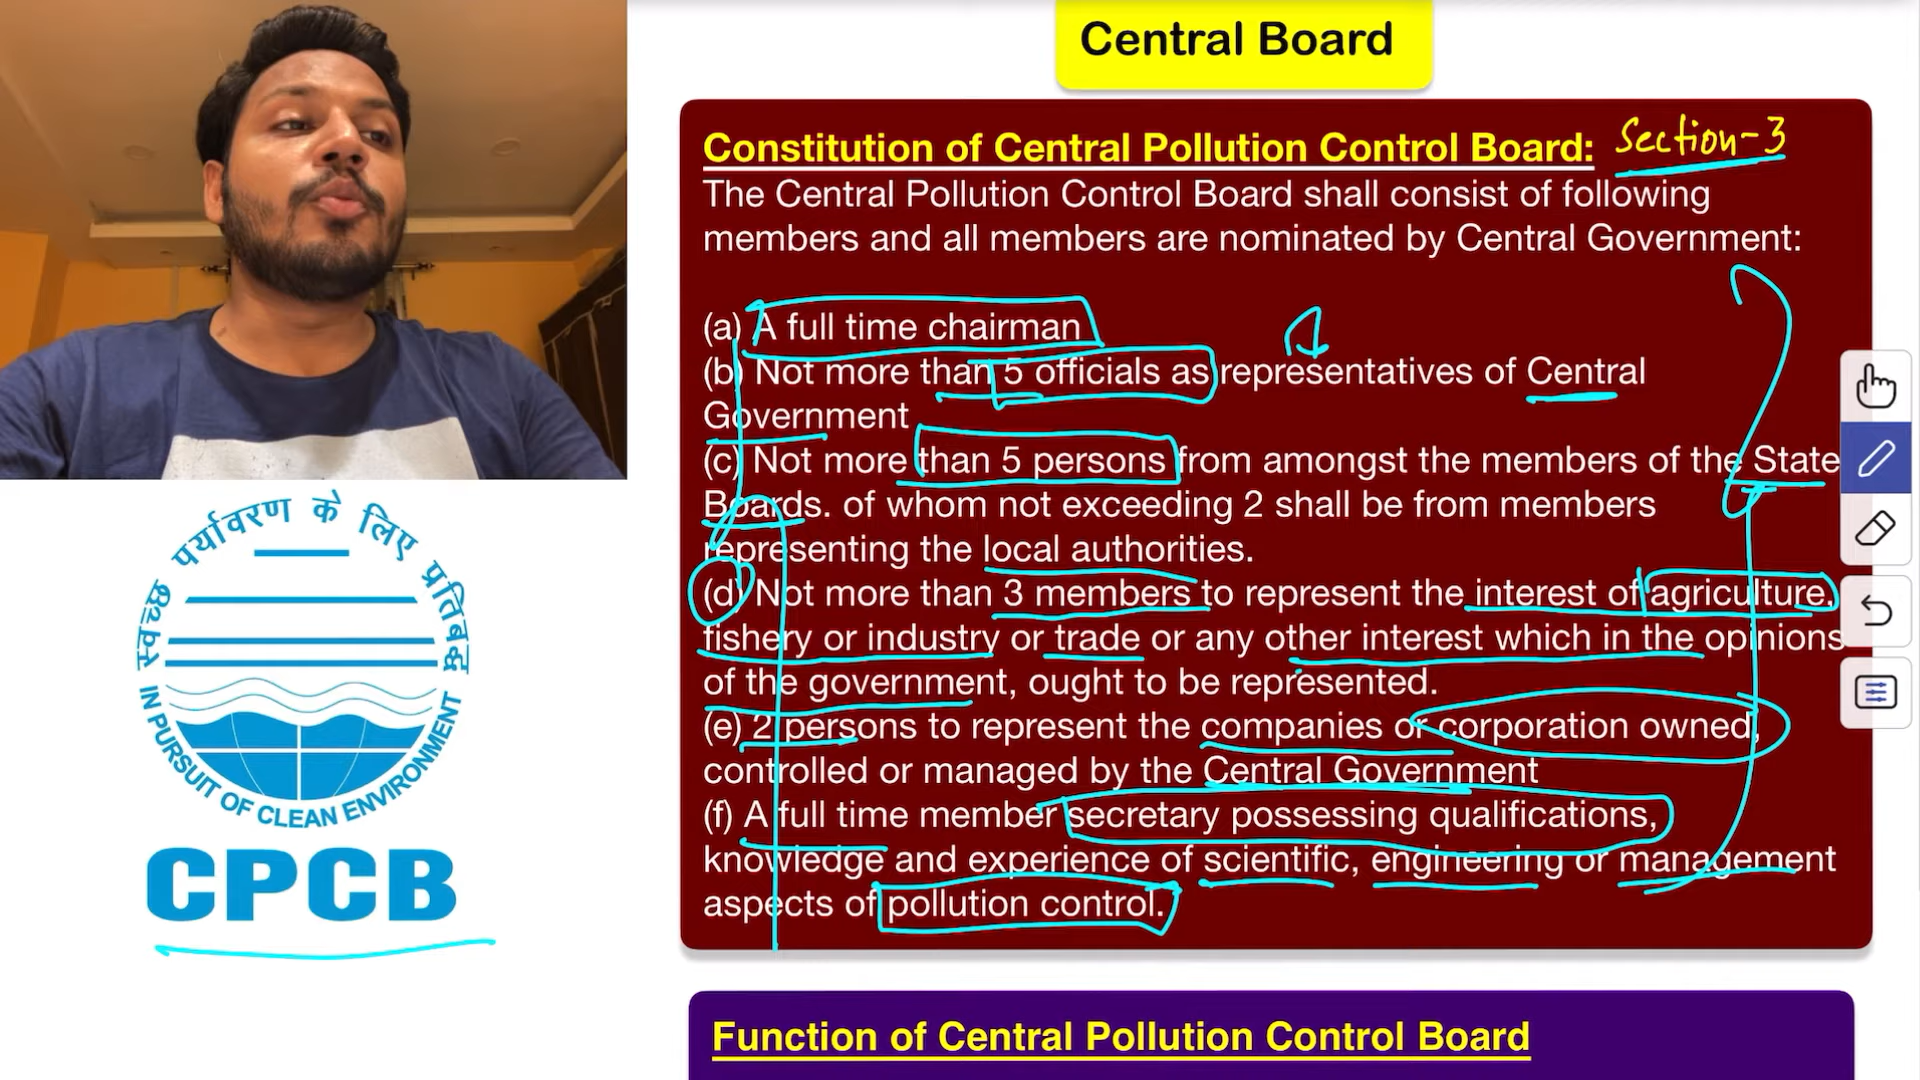 Central Board
Constitution of Central Pollution Control Board: Section-3
The Central Pollution Control Board shall consist of following
members and all members are nominated by Central Government:
(a) A full time chairman
(b) Not more than 5 officials as representatives of Central
Government
(c) Not more than 5 persons from amongst the members of the State
Boards. of whom not exceeding 2 shall be from members
representing the local authorities.
(d) Not more than 3 members to represent the interest of agriculture,
fishery or industry or trade or any other interest which in the opinions
of the government, ought to be represented.
(e) 2 persons to represent the companies or corporation owned,
controlled or managed by the Central Government
(f) A full time member secretary possessing qualifications,
knowledge and experience of scientific, engineering or management
aspects of pollution control.
स्वच्छ पर्यावरण के लिए प्रतिबद्ध
IN PURSUIT OF CLEAN ENVIRONMENT
CPCB
Function of Central Pollution Control Board